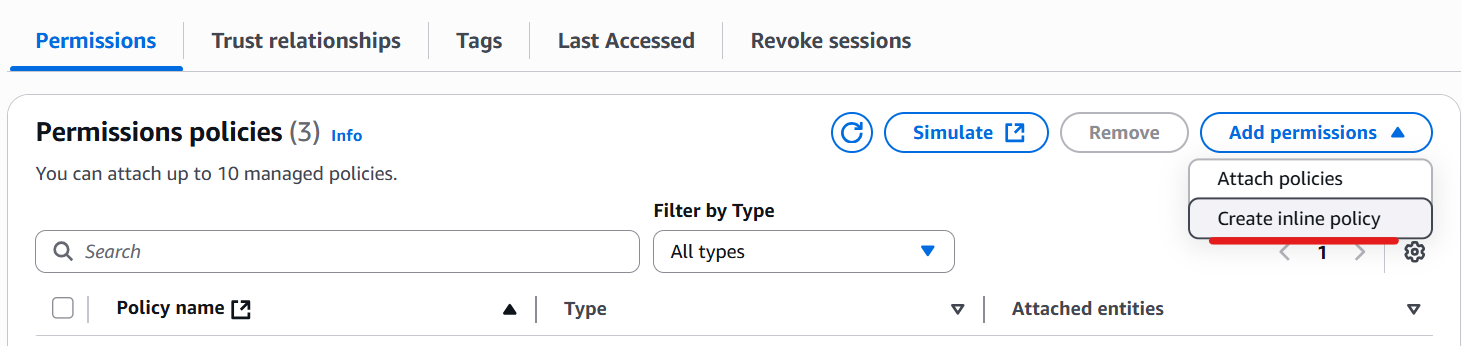 Permissions
Trust relationships
Tags
Last Accessed
Revoke sessions
Permissions policies (3) Info
Simulate
Remove
Add permissions
You can attach up to 10 managed policies.
Attach policies
Create inline policy
Filter by Type
Search
All types
1
Policy name
Type
Attached entities